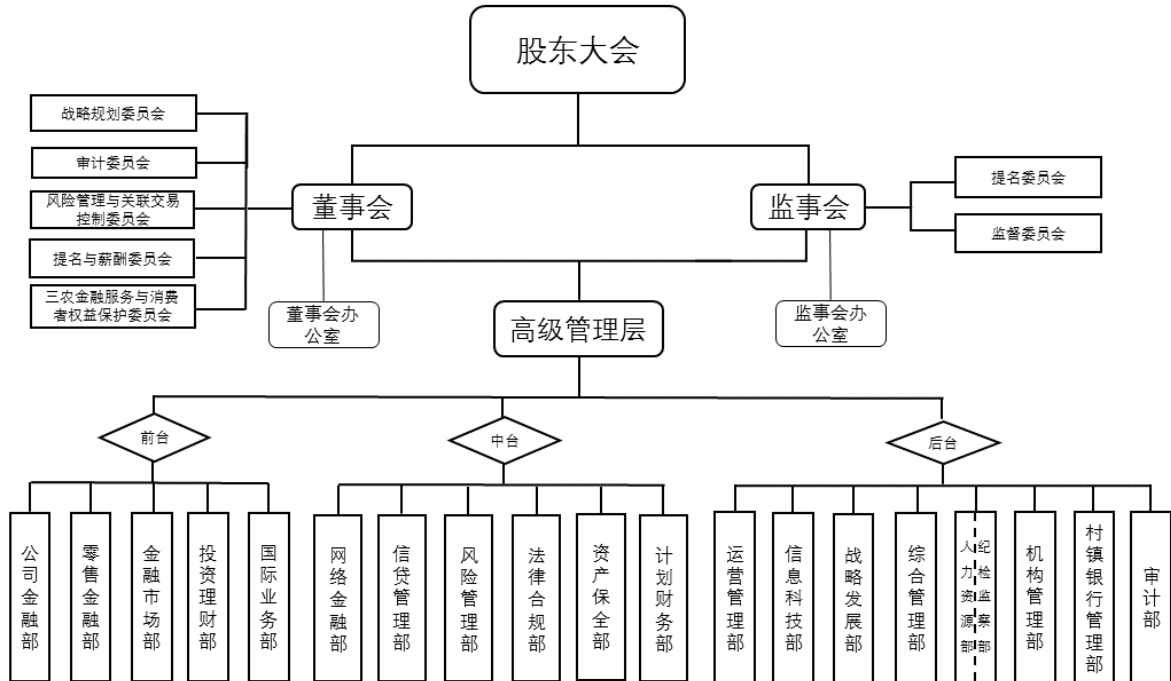 股东大会
战略规划委员会
审计委员会
风险管理与关联交易
控制委员会
提名与薪酬委员会
三农金融服务与消费
者权益保护委员会
董事会
监事会
提名委员会
监督委员会
董事会办
公室
高级管理层
监事会办
公室
前台
中台
后台
公司金融部
零售金融部
金融市场部
投资理财部
国际业务部
网络金融部
信贷管理部
风险管理部
法律合规部
资产保全部
计划财务部
运营管理部
信息科技部
战略发展部
综合管理部
人力资源部
纪检监察部
机构管理部
村镇银行管理部
审计部